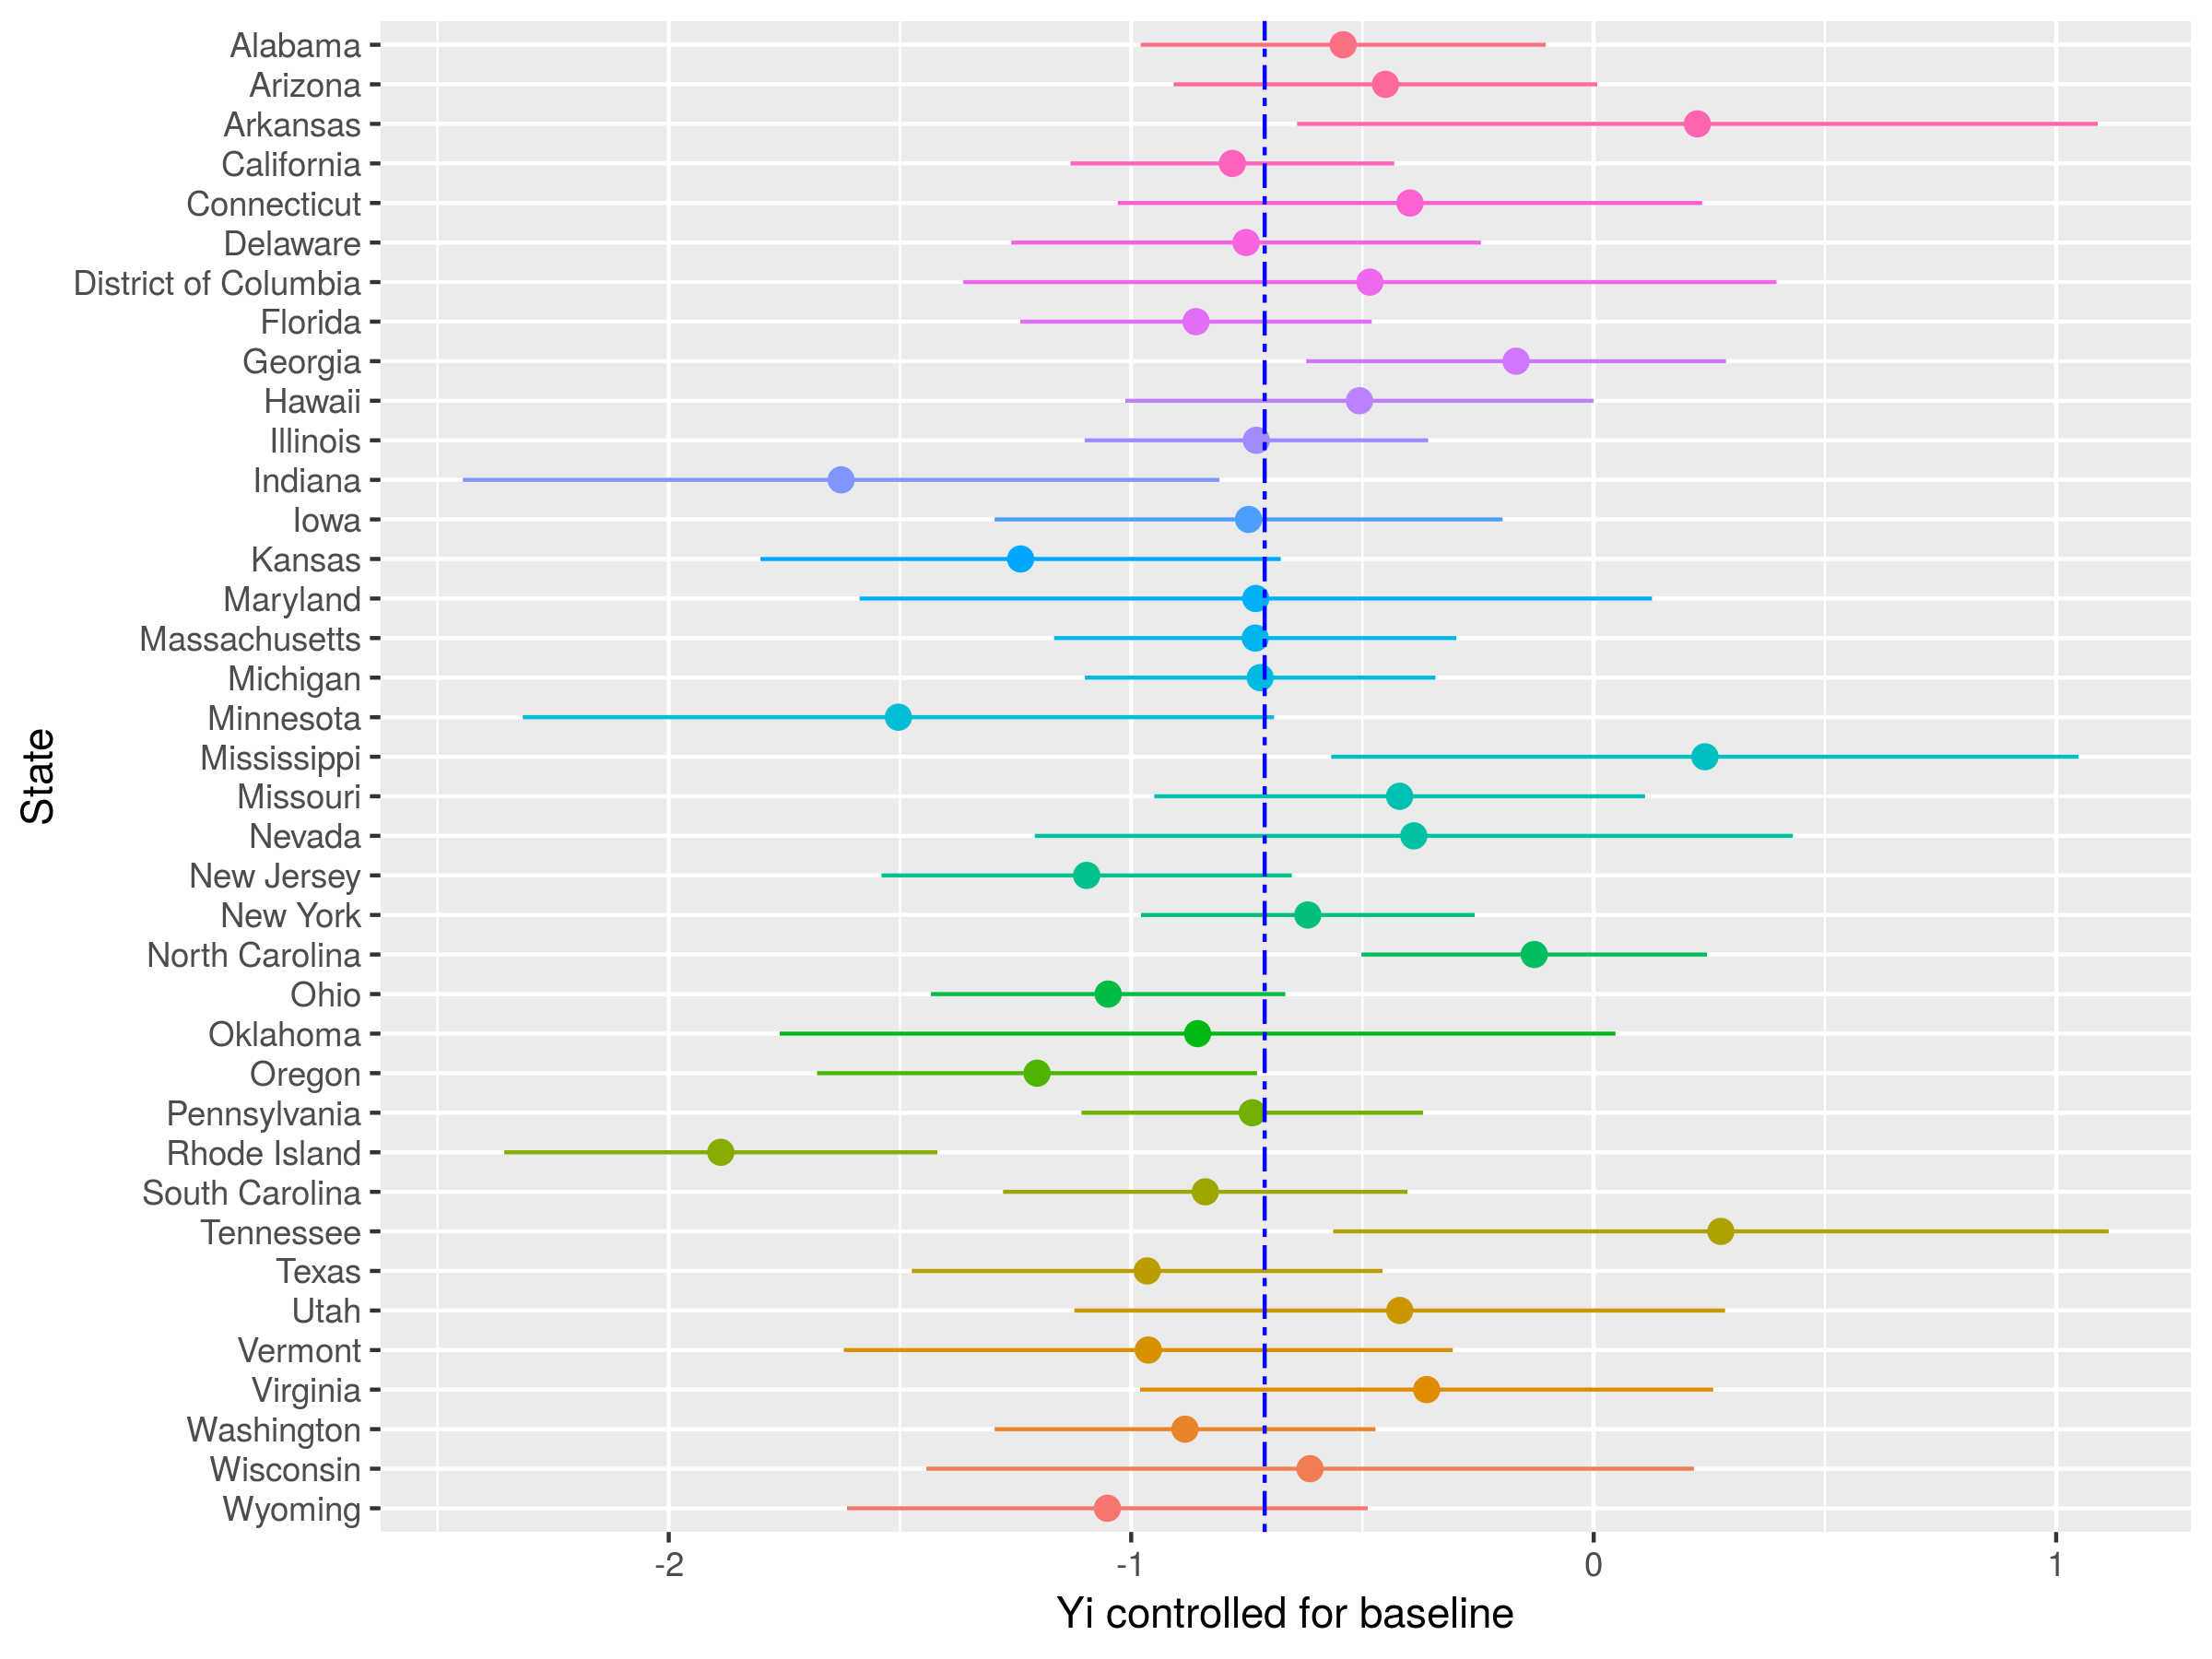 Alabama
Arizona
Arkansas
California
Connecticut
Delaware
District of Columbia
Florida
Georgia
Hawaii
Illinois
Indiana
Iowa
Kansas
Maryland
Massachusetts
Michigan
Minnesota
Mississippi
Missouri
Nevada
New Jersey
New York
North Carolina
Ohio
Oklahoma
Oregon
Pennsylvania
Rhode Island
South Carolina
Tennessee
Texas
Utah
Vermont
Virginia
Washington
Wisconsin
Wyoming
State
-2 -1 0 1
Yi controlled for baseline